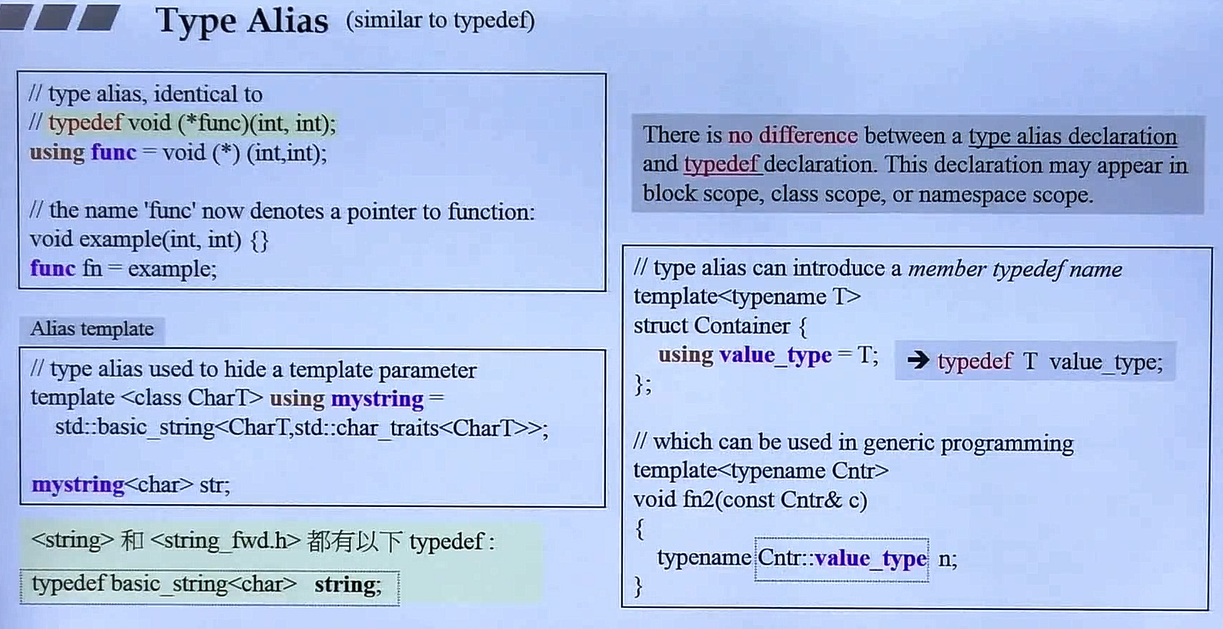 Type Alias (similar to typedef)
// type alias, identical to
// typedef void (*func)(int, int);
using func = void (*) (int,int);
// the name 'func' now denotes a pointer to function:
void example(int, int) {}
func fn = example;
Alias template
// type alias used to hide a template parameter
template <class CharT> using mystring =
std::basic_string<CharT,std::char_traits<CharT>>;
mystring<char> str;
<string> 和 <string_fwd.h> 都有以下 typedef :
typedef basic_string<char> string;
There is no difference between a type alias declaration
and typedef declaration. This declaration may appear in
block scope, class scope, or namespace scope.
// type alias can introduce a member typedef name
template<typename T>
struct Container {
using value_type = T; ➔ typedef T value_type;
};
// which can be used in generic programming
template<typename Cntr>
void fn2(const Cntr& c)
{
typename Cntr::value_type n;
}